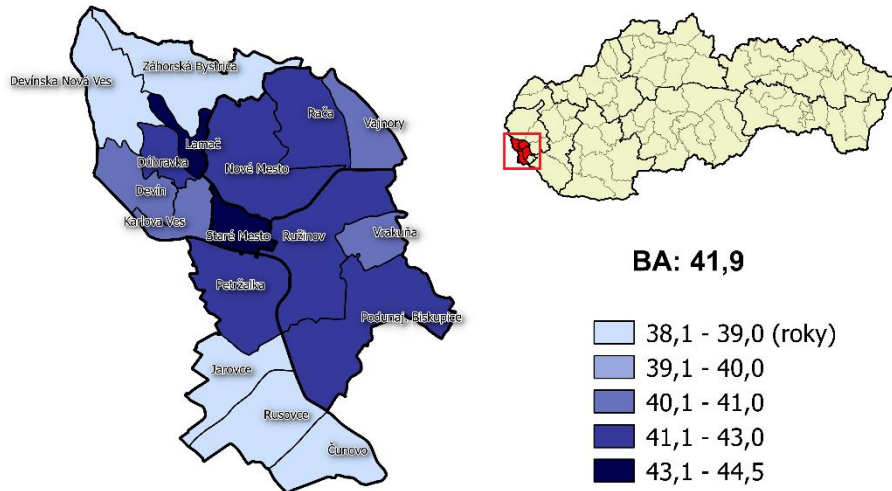 Záhorská Bystrica
Devínska Nová Ves
Rača
Vajnory
Lamač
Dúbravka
Nové Mesto
Devín
Karlova Ves
Staré Mesto
Ružinov
Vrakuňa
Petržalka
Podunaj. Biskupice
Jarovce
Rusovce
Čunovo
BA: 41,9
38,1 - 39,0 (roky)
39,1 - 40,0
40,1 - 41,0
41,1 - 43,0
43,1 - 44,5